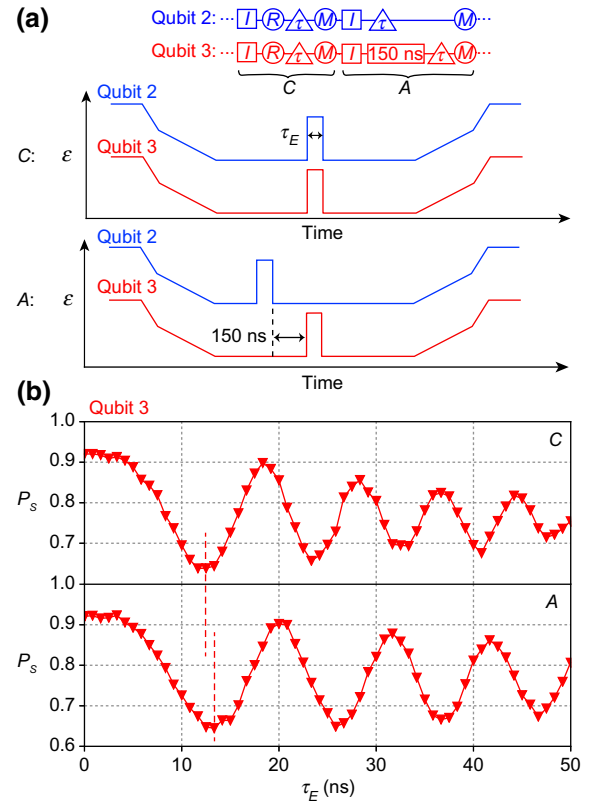 (a)
Qubit 2: ··· I R τ M I τ M ···
Qubit 3: ··· I R τ M I 150 ns τ M ···
C A
Qubit 2
τE
C: ε
Qubit 3
Time
Qubit 2
A: ε
Qubit 3
150 ns
Time
(b)
Qubit 3
1.0
C
0.9
PS
0.8
0.7
1.0
A
0.9
PS
0.8
0.7
0.6
0 10 20 30 40 50
τE (ns)